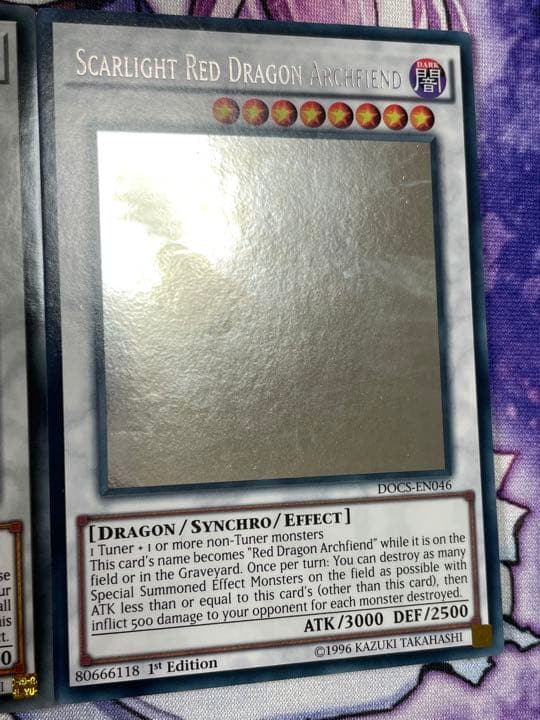 SCARLIGHT RED DRAGON ARCHFIEND
DARK
闇
DOCS-EN046
[DRAGON/SYNCHRO/EFFECT]
1 Tuner + 1 or more non-Tuner monsters
This card's name becomes "Red Dragon Archfiend" while it is on the
field or in the Graveyard. Once per turn: You can destroy as many
Special Summoned Effect Monsters on the field as possible with
ATK less than or equal to this card's (other than this card), then
inflict 500 damage to your opponent for each monster destroyed.
ATK/3000 DEF/2500
80666118 1st Edition
©1996 KAZUKI TAKAHASHI